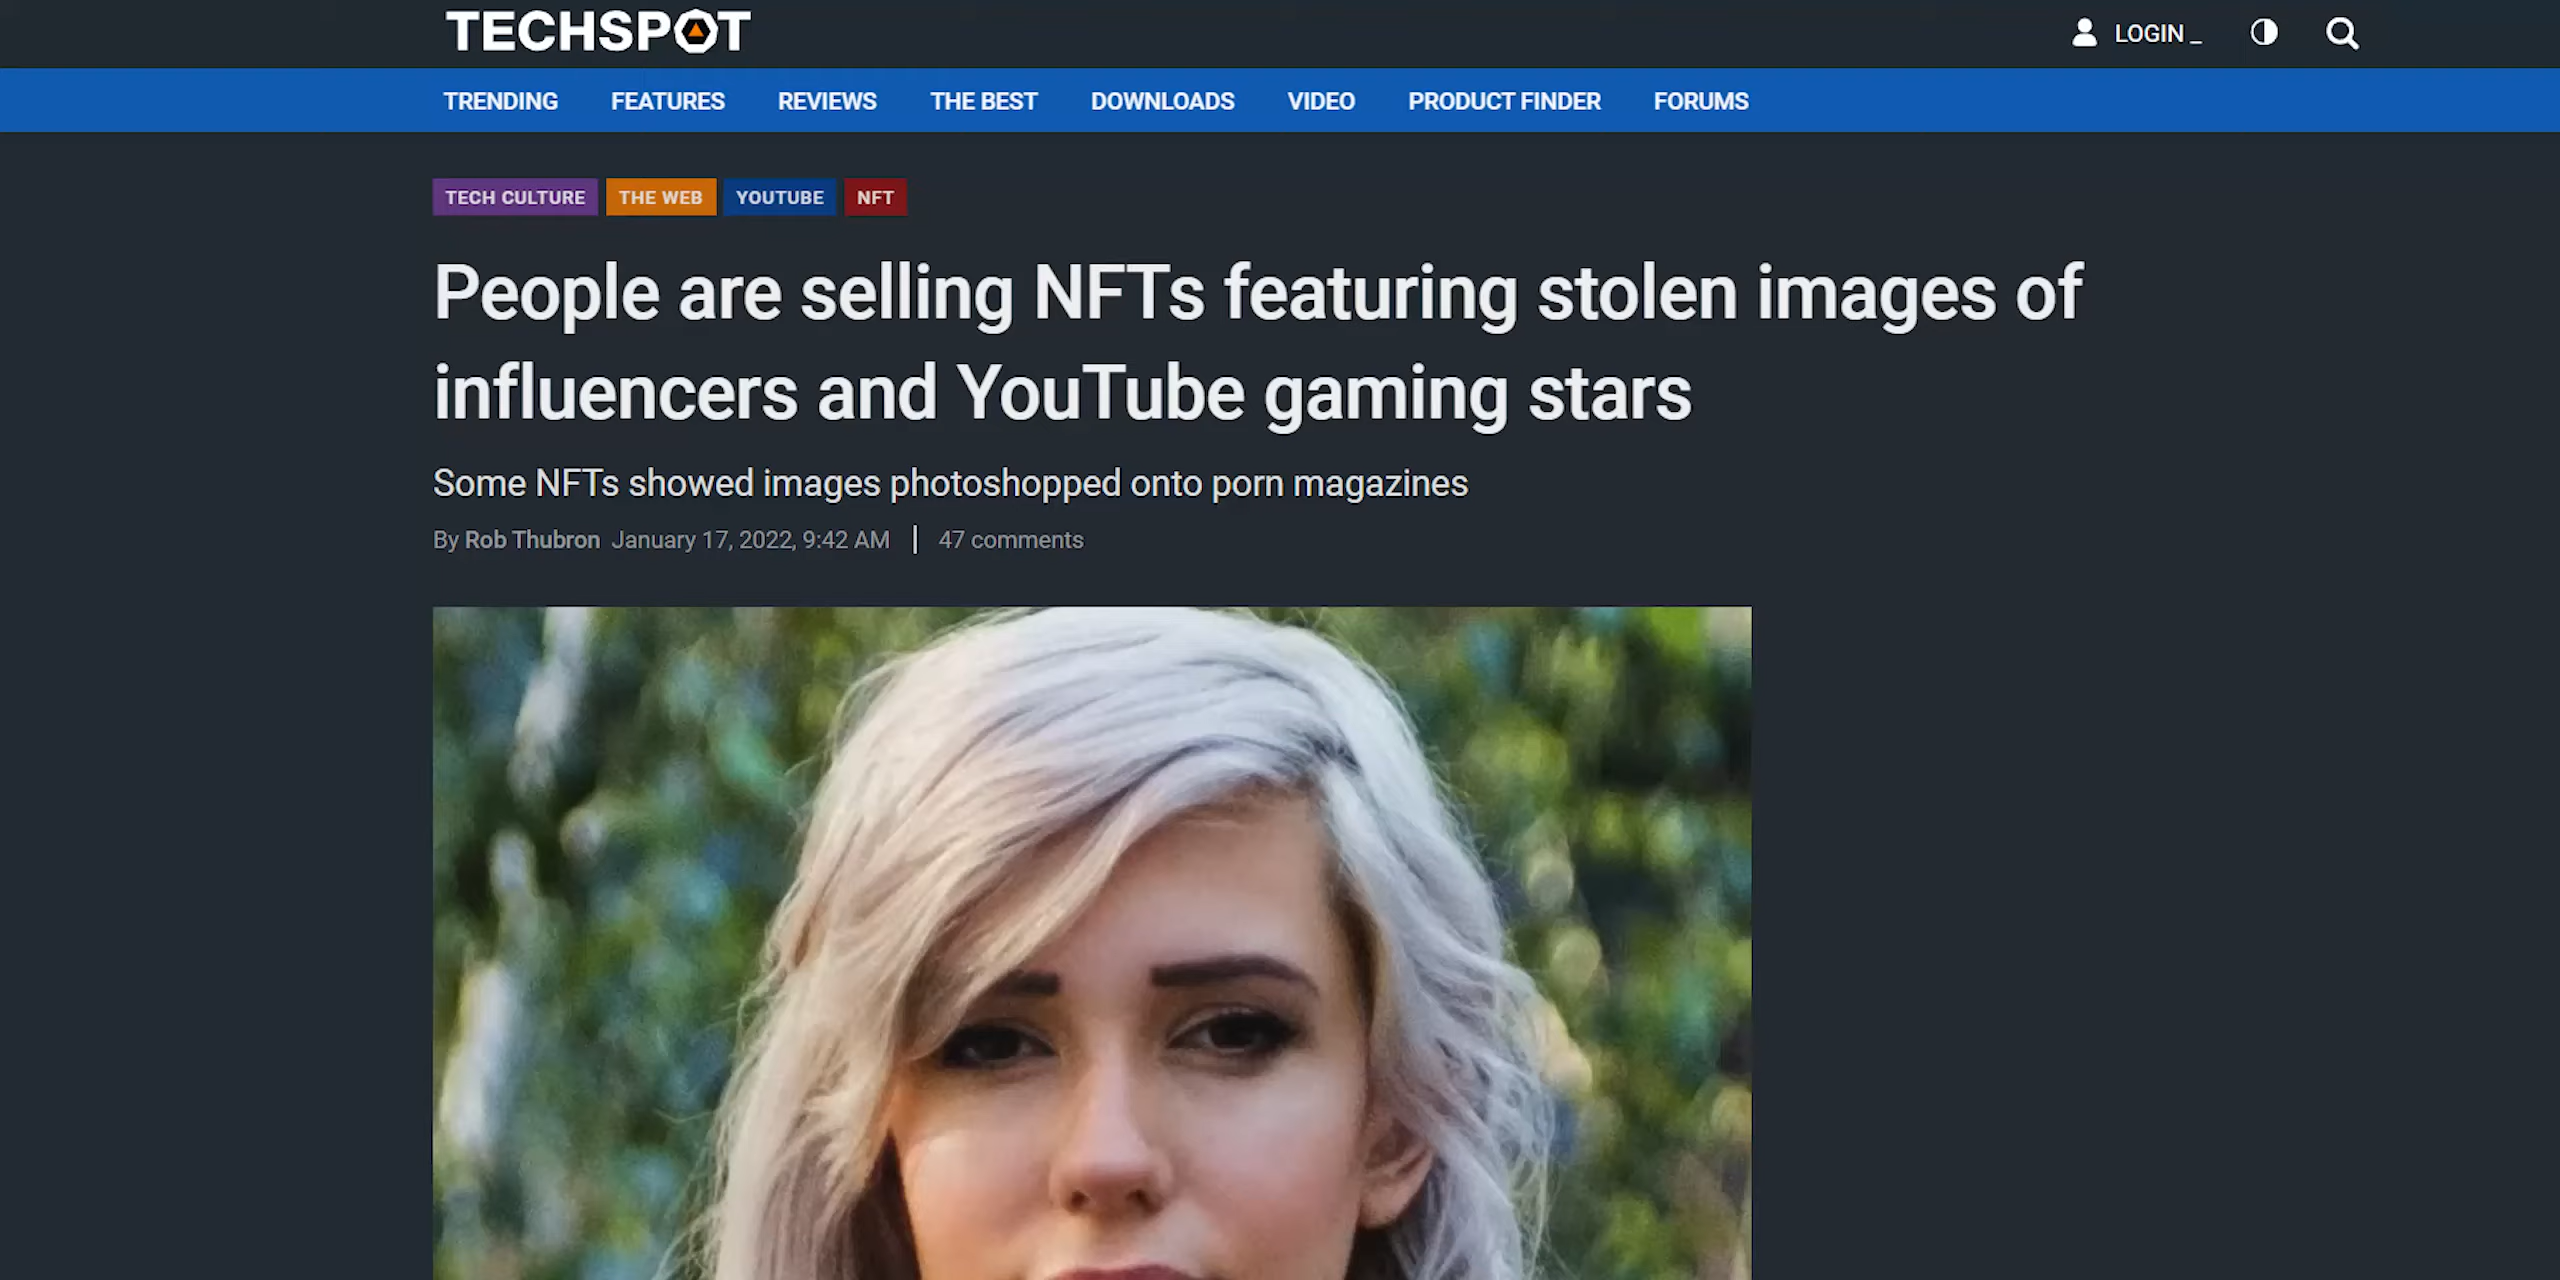 TECHSPOT
LOGIN _
TRENDING FEATURES REVIEWS THE BEST DOWNLOADS VIDEO PRODUCT FINDER FORUMS
TECH CULTURE THE WEB YOUTUBE NFT
People are selling NFTs featuring stolen images of
influencers and YouTube gaming stars
Some NFTs showed images photoshopped onto porn magazines
By Rob Thubron January 17, 2022, 9:42 AM | 47 comments